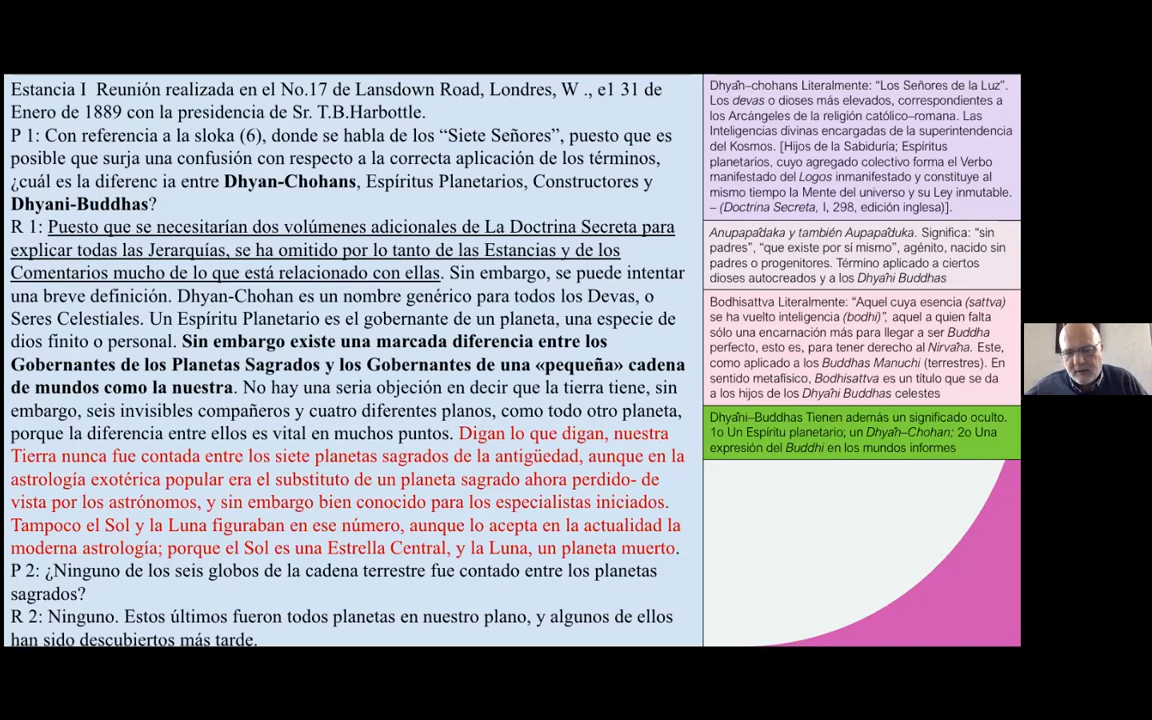 Estancia I  Reunión realizada en el No.17 de Lansdown Road, Londres, W ., e1 31 de
Enero de 1889 con la presidencia de Sr. T.B.Harbottle.
P 1: Con referencia a la sloka (6), donde se habla de los “Siete Señores”, puesto que es
posible que surja una confusión con respecto a la correcta aplicación de los términos,
¿cuál es la diferenc ia entre Dhyan-Chohans, Espíritus Planetarios, Constructores y
Dhyani-Buddhas?
R 1: Puesto que se necesitarían dos volúmenes adicionales de La Doctrina Secreta para
explicar todas las Jerarquías, se ha omitido por lo tanto de las Estancias y de los
Comentarios mucho de lo que está relacionado con ellas. Sin embargo, se puede intentar
una breve definición. Dhyan-Chohan es un nombre genérico para todos los Devas, o
Seres Celestiales. Un Espíritu Planetario es el gobernante de un planeta, una especie de
dios finito o personal. Sin embargo existe una marcada diferencia entre los
Gobernantes de los Planetas Sagrados y los Gobernantes de una «pequeña» cadena
de mundos como la nuestra. No hay una seria objeción en decir que la tierra tiene, sin
embargo, seis invisibles compañeros y cuatro diferentes planos, como todo otro planeta,
porque la diferencia entre ellos es vital en muchos puntos. Digan lo que digan, nuestra
Tierra nunca fue contada entre los siete planetas sagrados de la antigüedad, aunque en la
astrología exotérica popular era el substituto de un planeta sagrado ahora perdido- de
vista por los astrónomos, y sin embargo bien conocido para los especialistas iniciados.
Tampoco el Sol y la Luna figuraban en ese número, aunque lo acepta en la actualidad la
moderna astrología; porque el Sol es una Estrella Central, y la Luna, un planeta muerto.
P 2: ¿Ninguno de los seis globos de la cadena terrestre fue contado entre los planetas
sagrados?
R 2: Ninguno. Estos últimos fueron todos planetas en nuestro plano, y algunos de ellos
han sido descubiertos más tarde.
Dhyân–chohans Literalmente: “Los Señores de la Luz”.
Los devas o dioses más elevados, correspondientes a
los Arcángeles de la religión católico–romana. Las
Inteligencias divinas encargadas de la superintendencia
del Kosmos. [Hijos de la Sabiduría; Espíritus
planetarios, cuyo agregado colectivo forma el Verbo
manifestado del Logos inmanifestado y constituye al
mismo tiempo la Mente del universo y su Ley inmutable.
– (Doctrina Secreta, I, 298, edición inglesa)].
Anupapâdaka y también Aupapâduka. Significa: “sin
padres”, “que existe por sí mismo”, agénito, nacido sin
padres o progenitores. Término aplicado a ciertos
dioses autocreados y a los Dhyâni Buddhas
Bodhisattva Literalmente: “Aquel cuya esencia (sattva)
se ha vuelto inteligencia (bodhi)”, aquel a quien falta
sólo una encarnación más para llegar a ser Buddha
perfecto, esto es, para tener derecho al Nirvâna. Este,
como aplicado a los Buddhas Manuchi (terrestres). En
sentido metafísico, Bodhisattva es un título que se da
a los hijos de los Dhyâni Buddhas celestes
Dhyâni–Buddhas Tienen además un significado oculto.
1o Un Espíritu planetario; un Dhyân–Chohan; 2o Una
expresión del Buddhi en los mundos informes